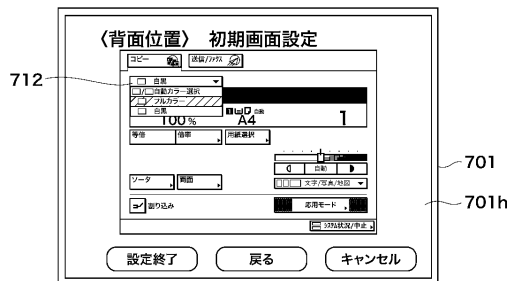 〈背面位置〉 初期画面設定
コピー 送信/ファクス
712
白黒
自動カラー選択
フルカラー
白黒
100% A4 自動 1
等倍 倍率 用紙選択
701
自動
ソータ 両面 文字/写真/地図
701h
割り込み 応用モード
システム状況/中止
設定終了 戻る キャンセル